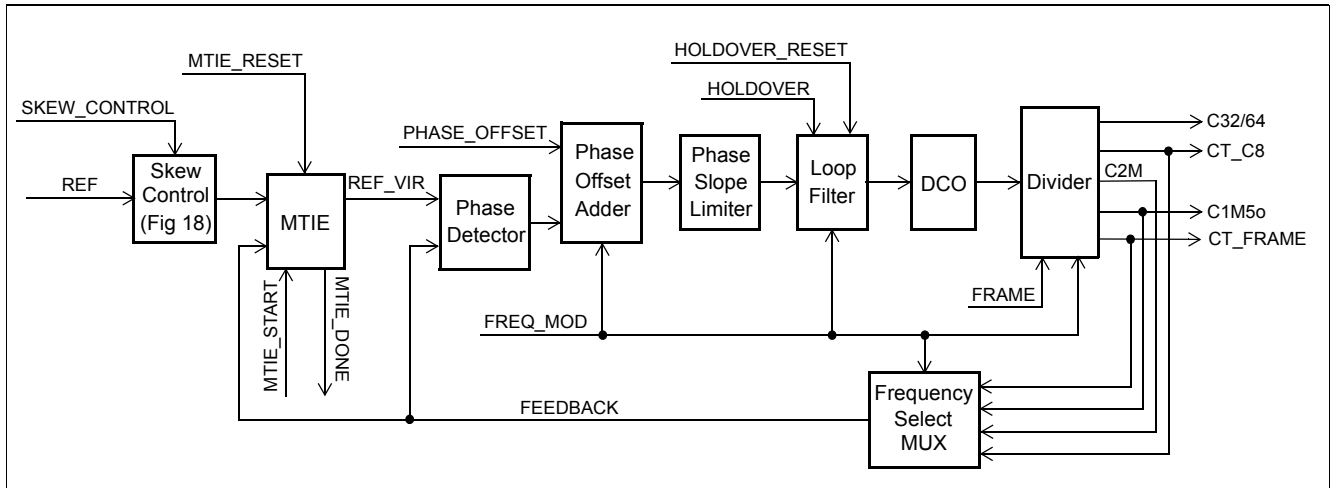 HOLDOVER_RESET
MTIE_RESET
HOLDOVER
SKEW_CONTROL
PHASE_OFFSET
C32/64
CT_C8
C2M
C1M5o
CT_FRAME
REF
Skew
Control
(Fig 18)
MTIE
REF_VIR
Phase
Detector
Phase
Offset
Adder
Phase
Slope
Limiter
Loop
Filter
DCO
Divider
MTIE_START
MTIE_DONE
FRAME
FREQ_MOD
FEEDBACK
Frequency
Select
MUX